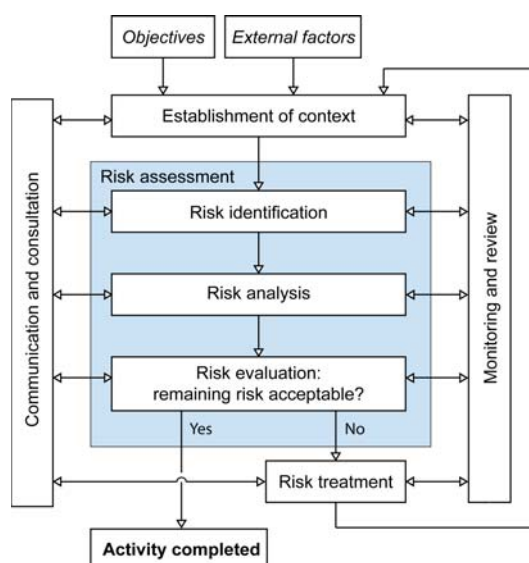 Objectives
External factors
Establishment of context
Risk assessment
Risk identification
Risk analysis
Risk evaluation:
remaining risk acceptable?
Yes
No
Risk treatment
Activity completed
Communication and consultation
Monitoring and review